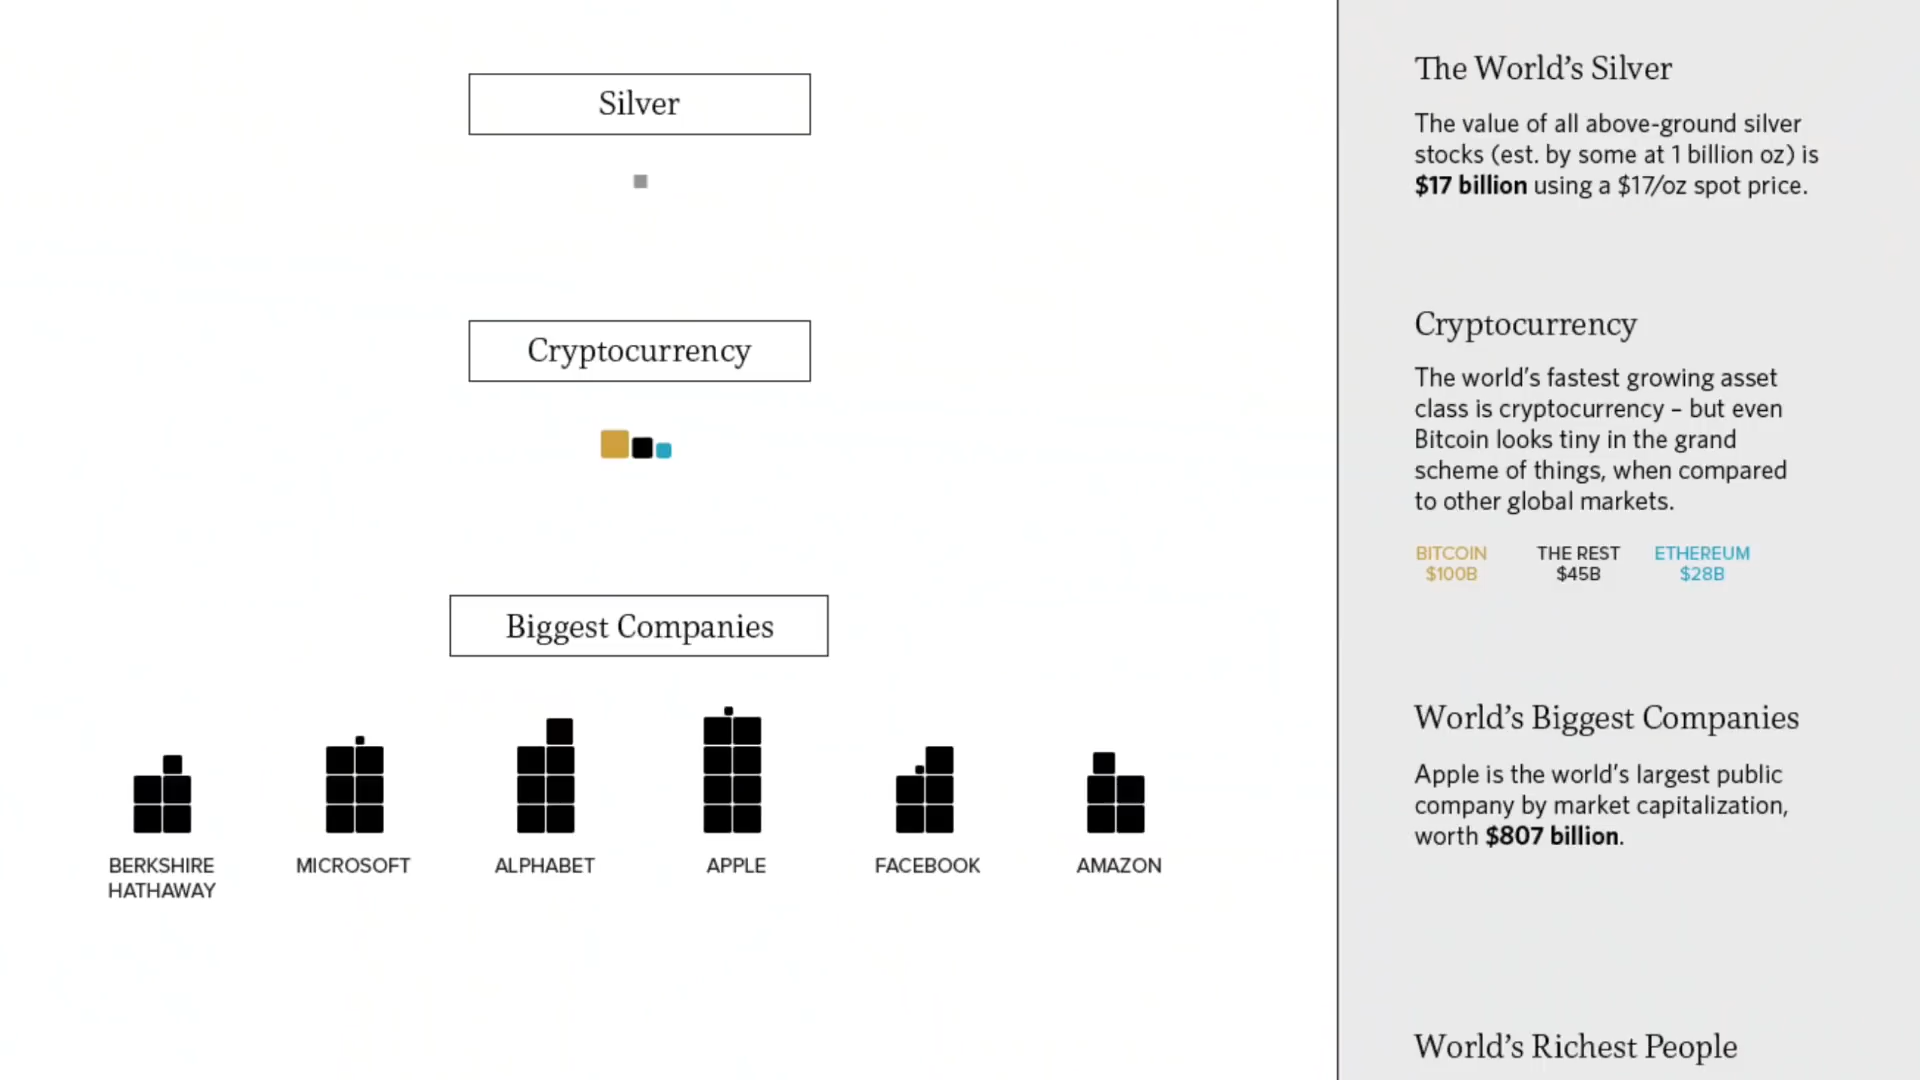 Silver
Cryptocurrency
Biggest Companies
BERKSHIRE
HATHAWAY
MICROSOFT
ALPHABET
APPLE
FACEBOOK
AMAZON
The World's Silver
The value of all above-ground silver
stocks (est. by some at 1 billion oz) is
$17 billion using a $17/oz spot price.
Cryptocurrency
The world's fastest growing asset
class is cryptocurrency – but even
Bitcoin looks tiny in the grand
scheme of things, when compared
to other global markets.
BITCOIN THE REST ETHEREUM
$100B $45B $28B
World's Biggest Companies
Apple is the world's largest public
company by market capitalization,
worth $807 billion.
World's Richest People